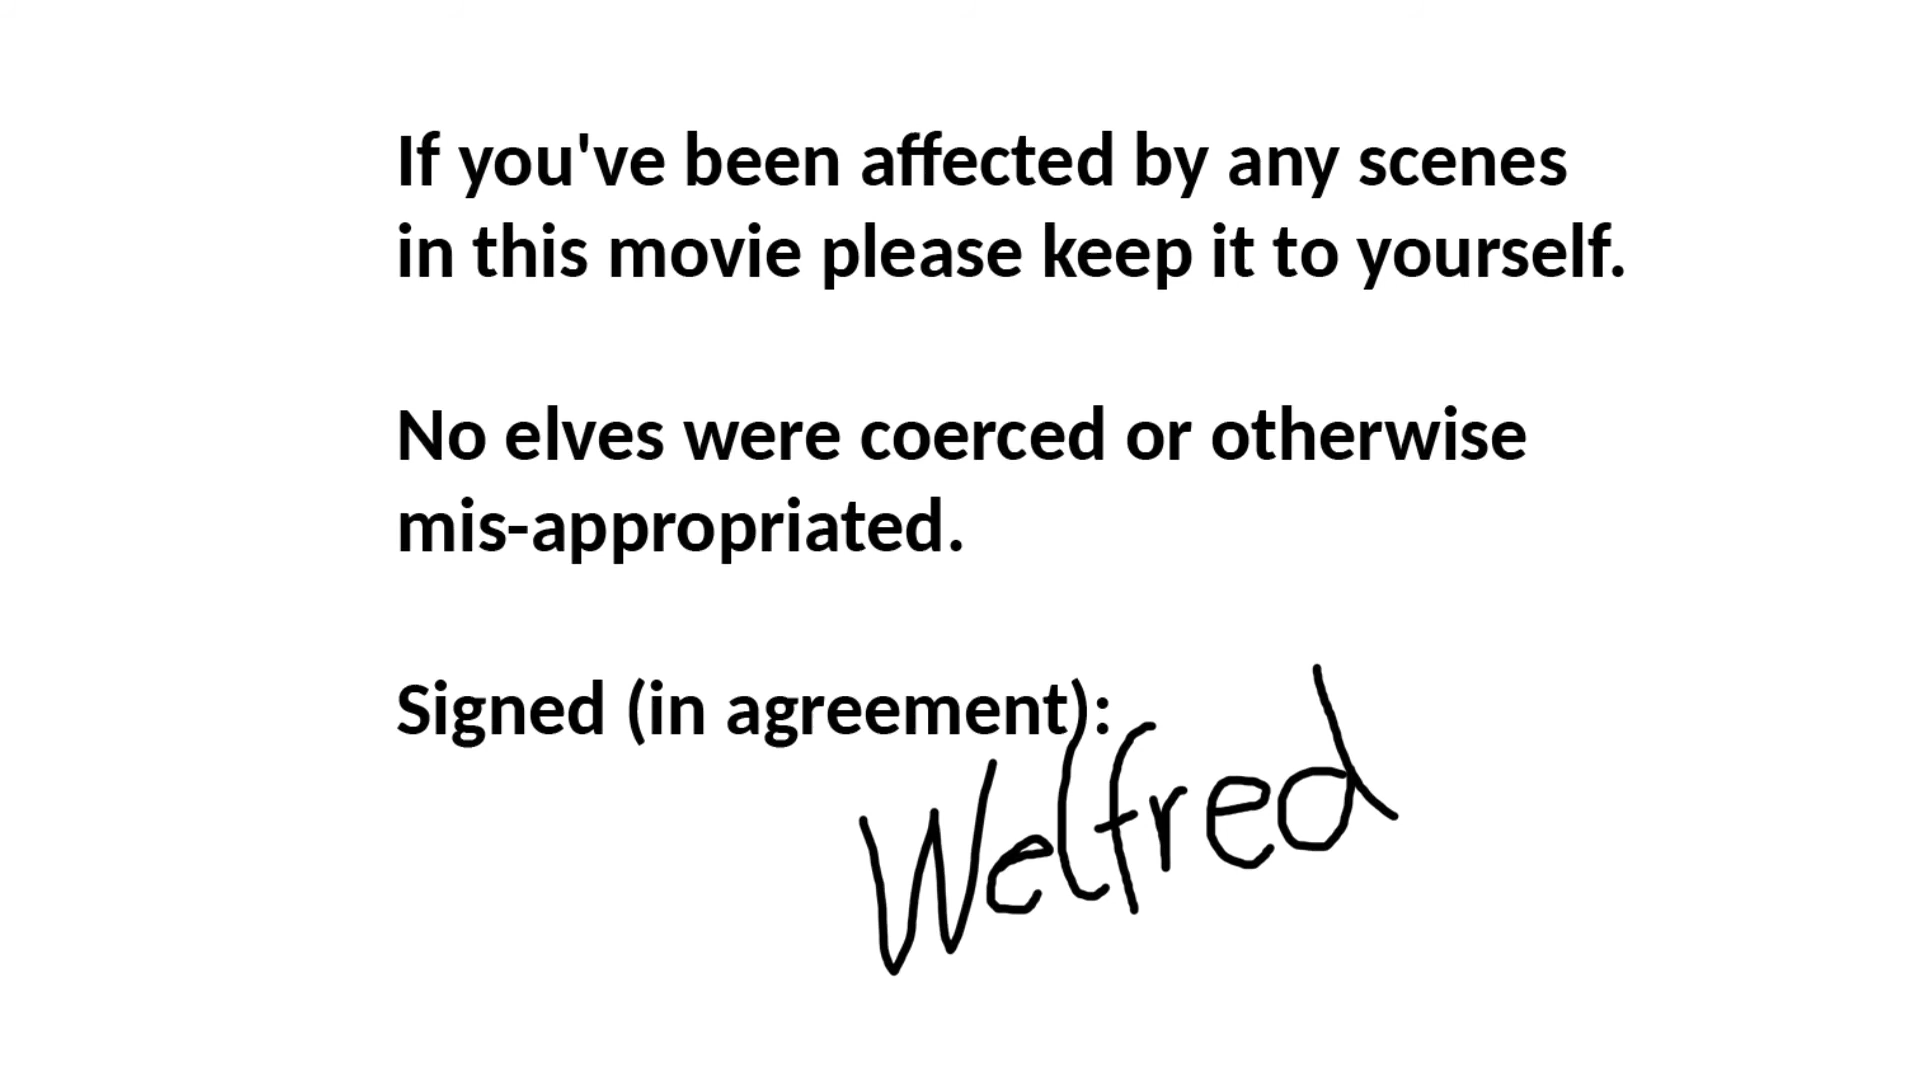 If you've been affected by any scenes
in this movie please keep it to yourself.
No elves were coerced or otherwise
mis-appropriated.
Signed (in agreement):
Welfred